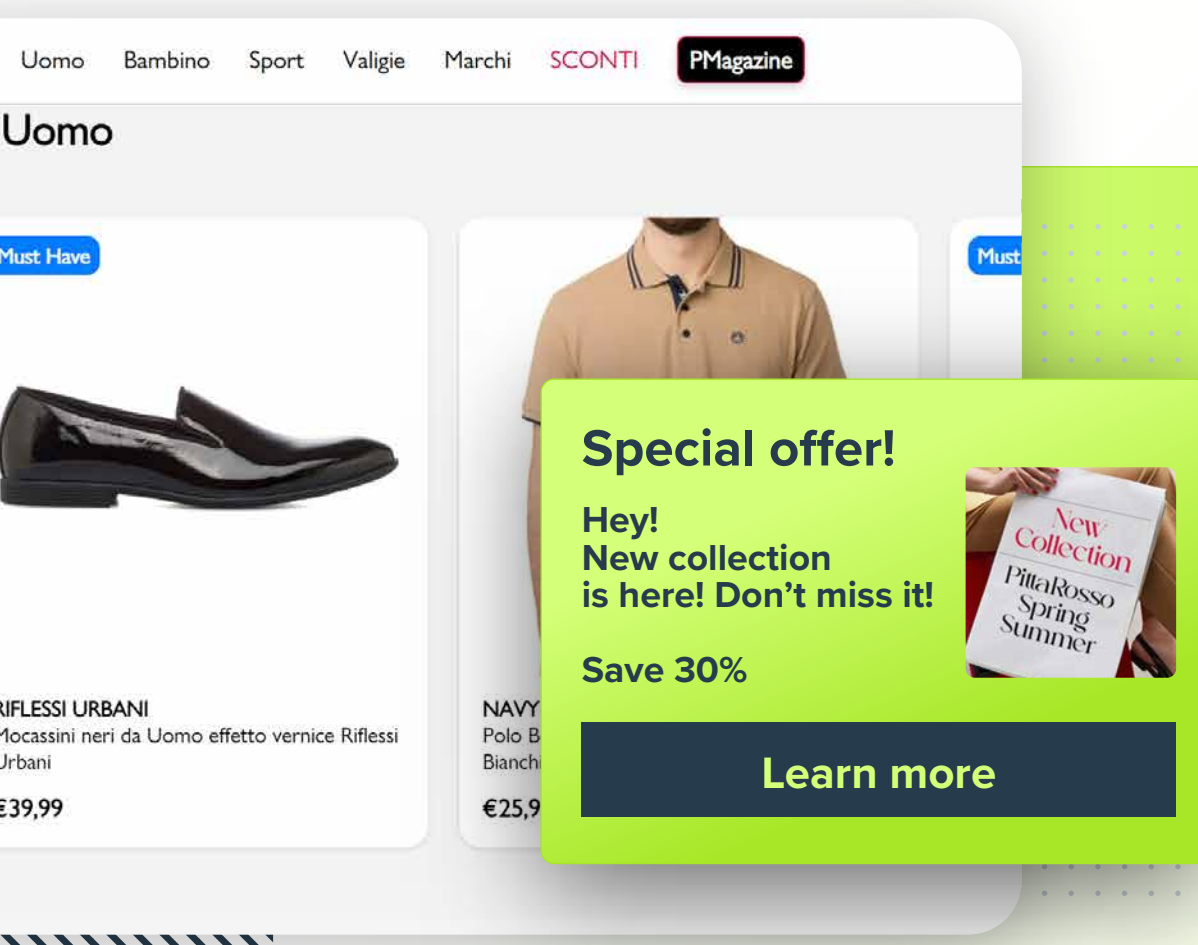 Uomo Bambino Sport Valigie Marchi SCONTI PMagazine
Uomo
Must Have
Must
RIFLESSI URBANI
Mocassini neri da Uomo effetto vernice Riflessi
Urbani
€39,99
NAVY
Polo B
Bianchi
€25,9
Special offer!
Hey!
New collection
is here! Don’t miss it!
Save 30%
New
Collection
PittaRosso
Spring
Summer
Learn more